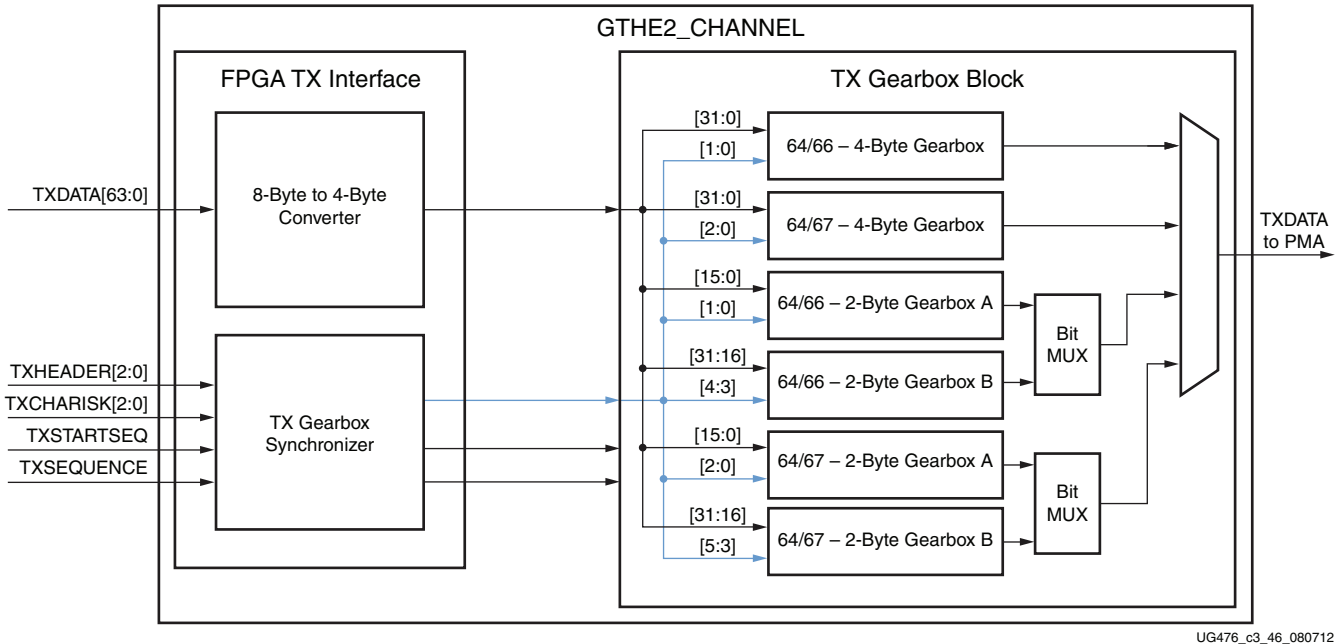 GTHE2_CHANNEL
FPGA TX Interface
TX Gearbox Block
8-Byte to 4-Byte
Converter
TX Gearbox
Synchronizer
TXDATA[63:0]
TXHEADER[2:0]
TXCHARISK[2:0]
TXSTARTSEQ
TXSEQUENCE
[31:0]
[1:0]
64/66 – 4-Byte Gearbox
[31:0]
[2:0]
64/67 – 4-Byte Gearbox
[15:0]
[1:0]
64/66 – 2-Byte Gearbox A
[31:16]
[4:3]
64/66 – 2-Byte Gearbox B
Bit
MUX
[15:0]
[2:0]
64/67 – 2-Byte Gearbox A
[31:16]
[5:3]
64/67 – 2-Byte Gearbox B
Bit
MUX
TXDATA
to PMA
UG476_c3_46_080712